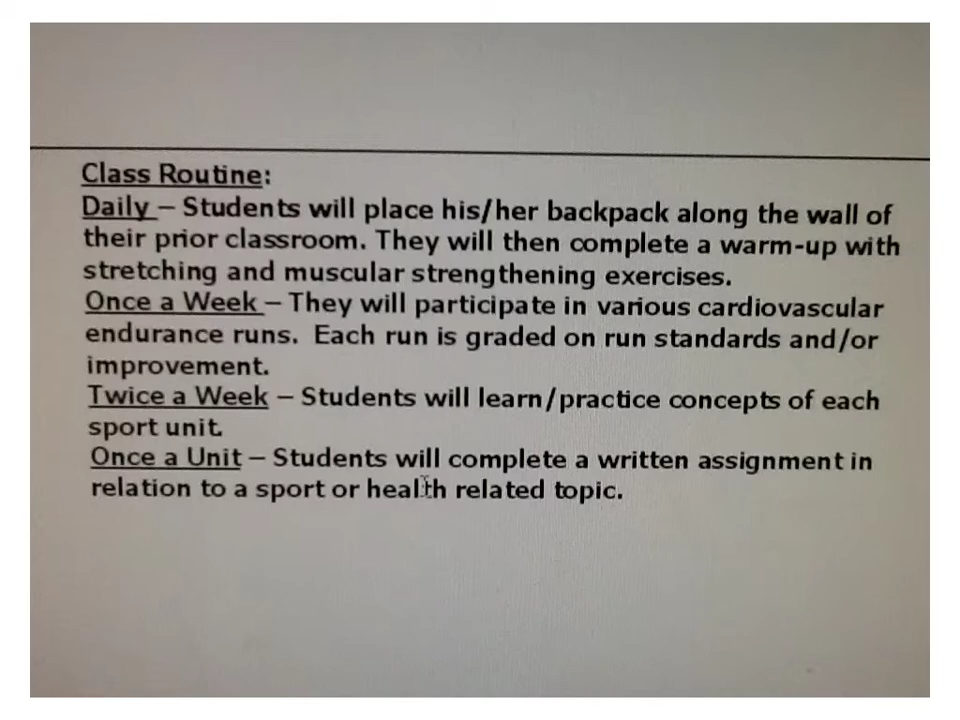 Class Routine:
Daily – Students will place his/her backpack along the wall of
their prior classroom. They will then complete a warm-up with
stretching and muscular strengthening exercises.
Once a Week – They will participate in various cardiovascular
endurance runs.  Each run is graded on run standards and/or
improvement.
Twice a Week – Students will learn/practice concepts of each
sport unit.
Once a Unit – Students will complete a written assignment in
relation to a sport or health related topic.